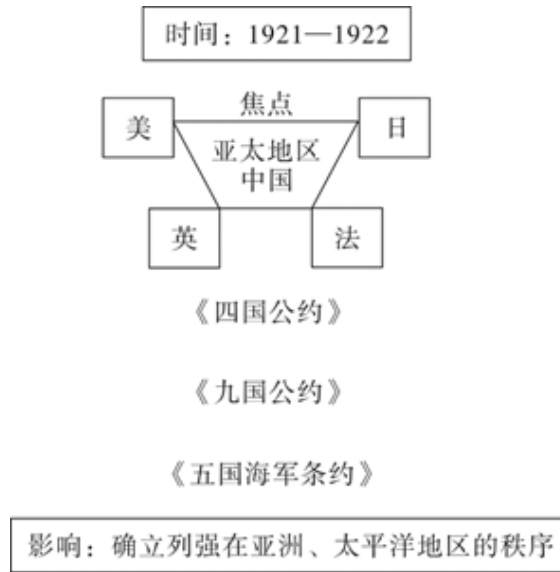 时间：1921—1922
焦点
美
日
亚太地区
中国
英
法
《四国公约》
《九国公约》
《五国海军条约》
影响：确立列强在亚洲、太平洋地区的秩序